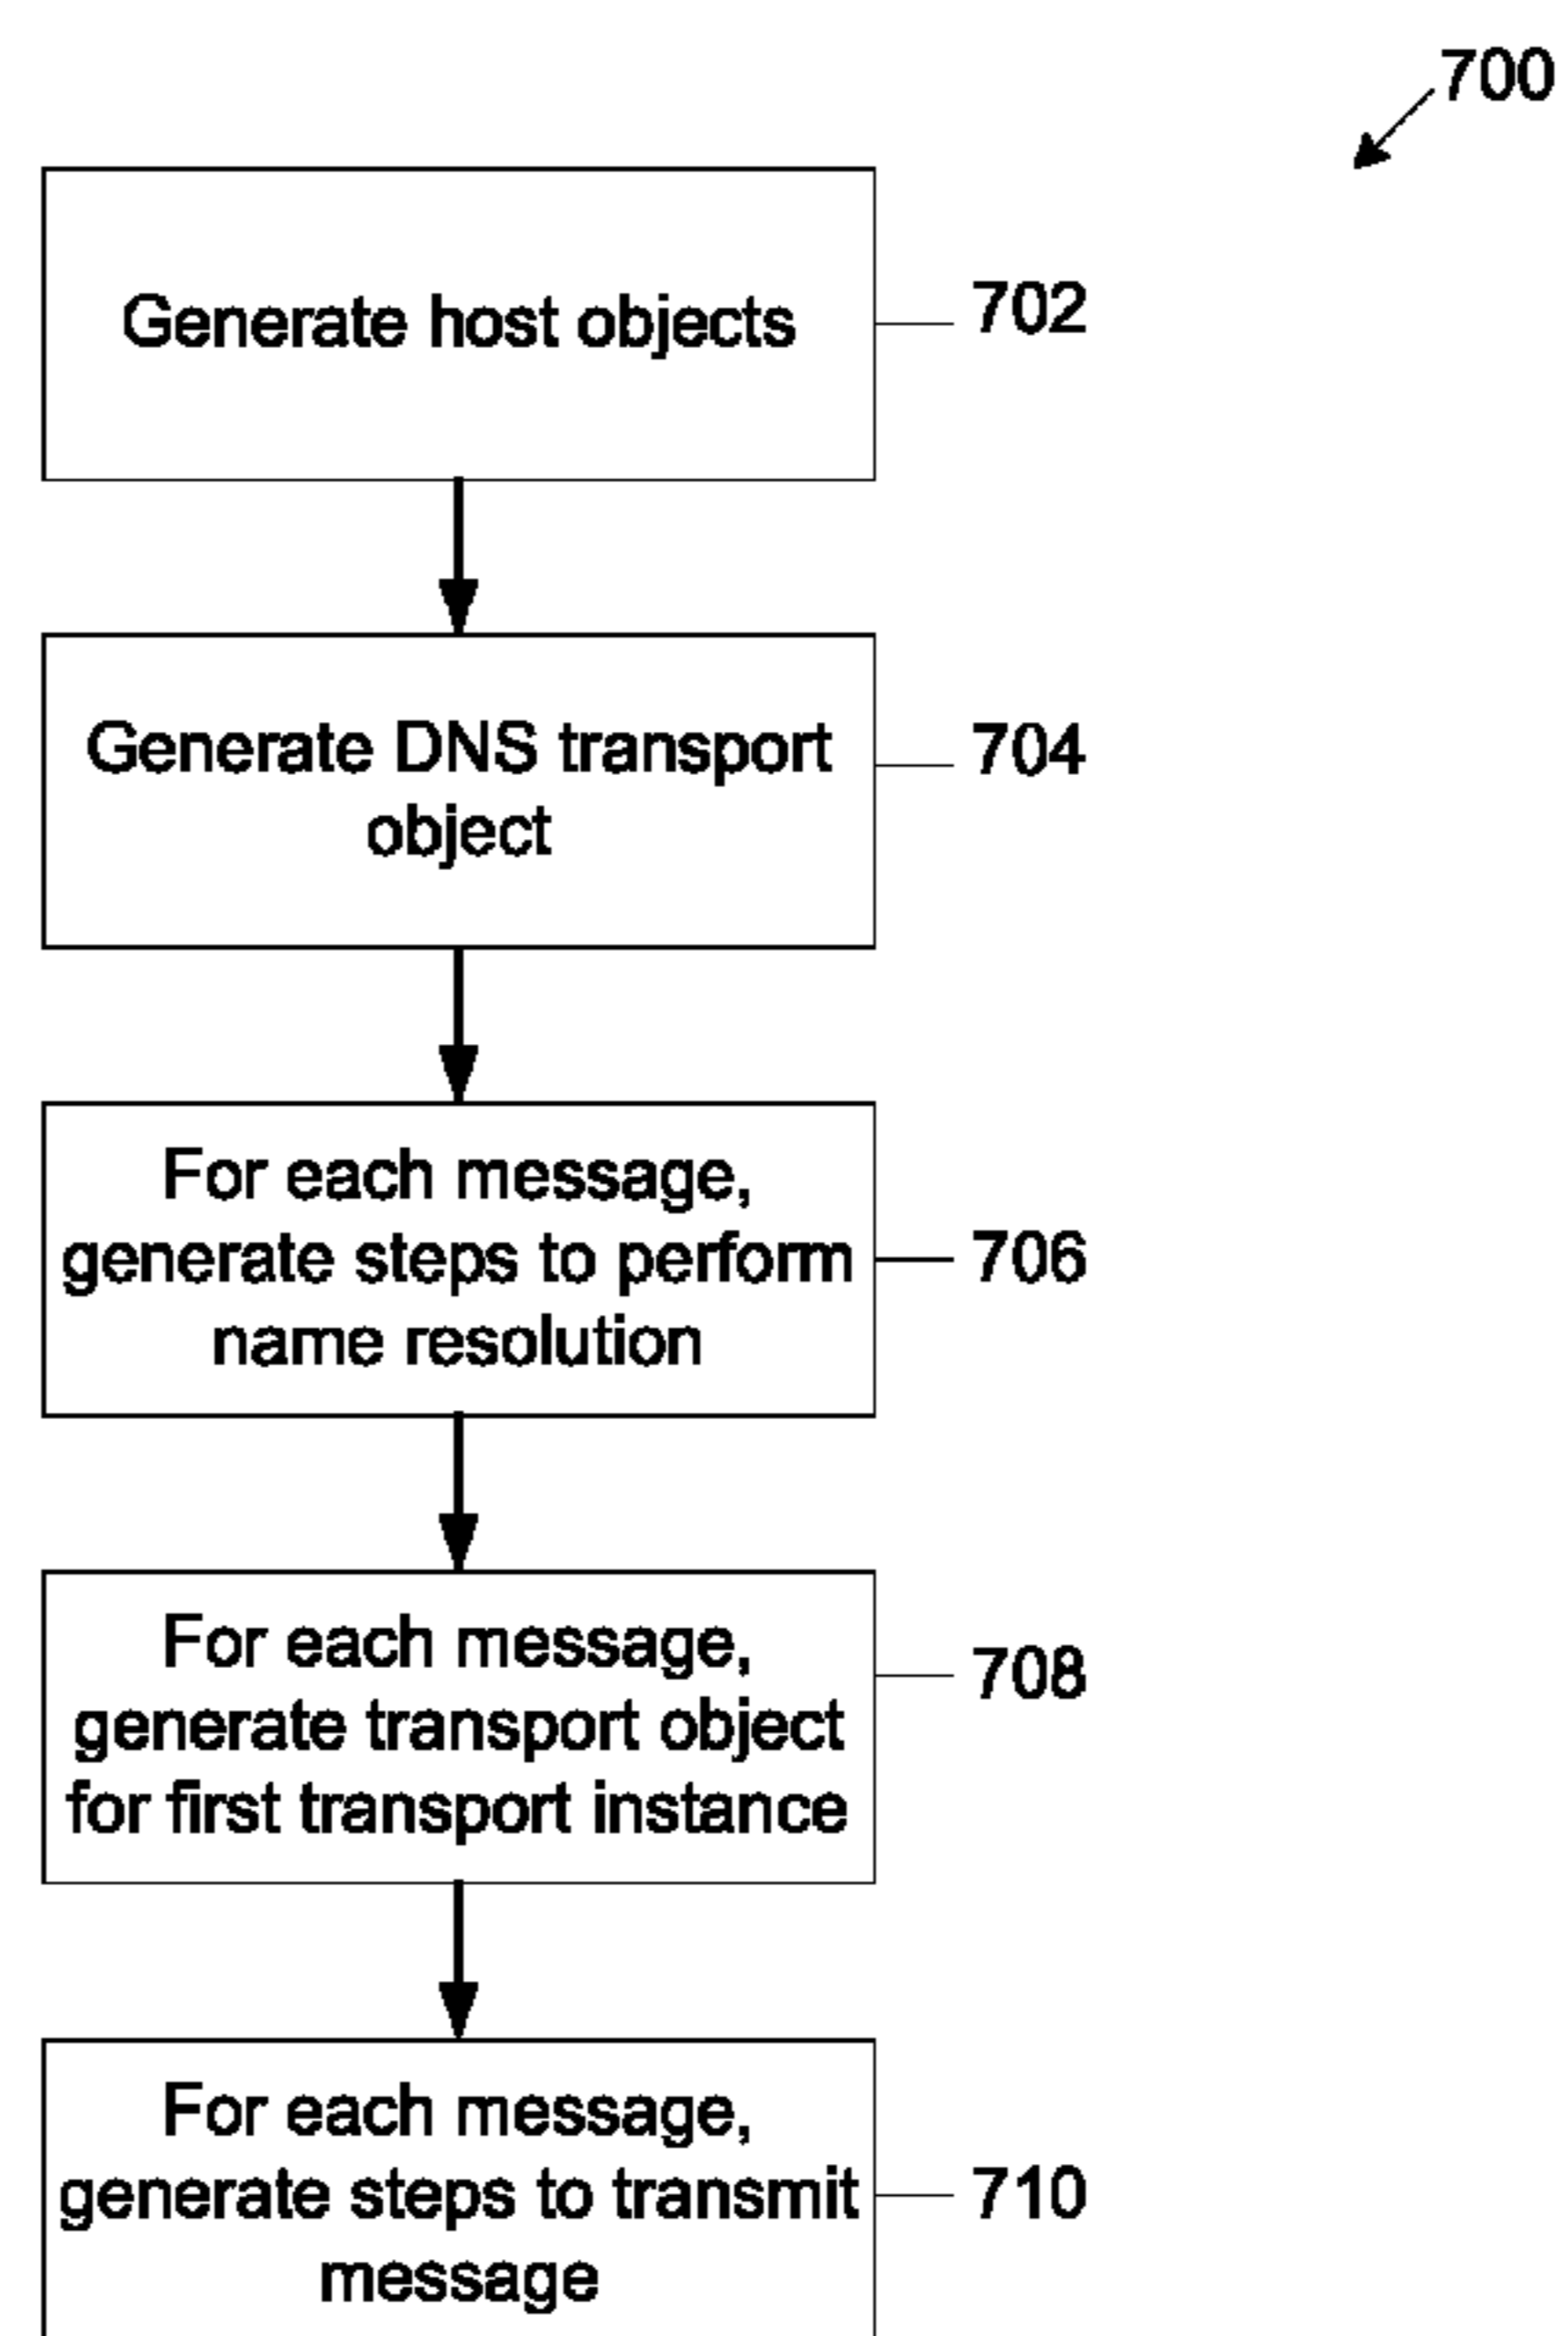 700
Generate host objects
702
Generate DNS transport
object
704
For each message,
generate steps to perform
name resolution
706
For each message,
generate transport object
for first transport instance
708
For each message,
generate steps to transmit
message
710